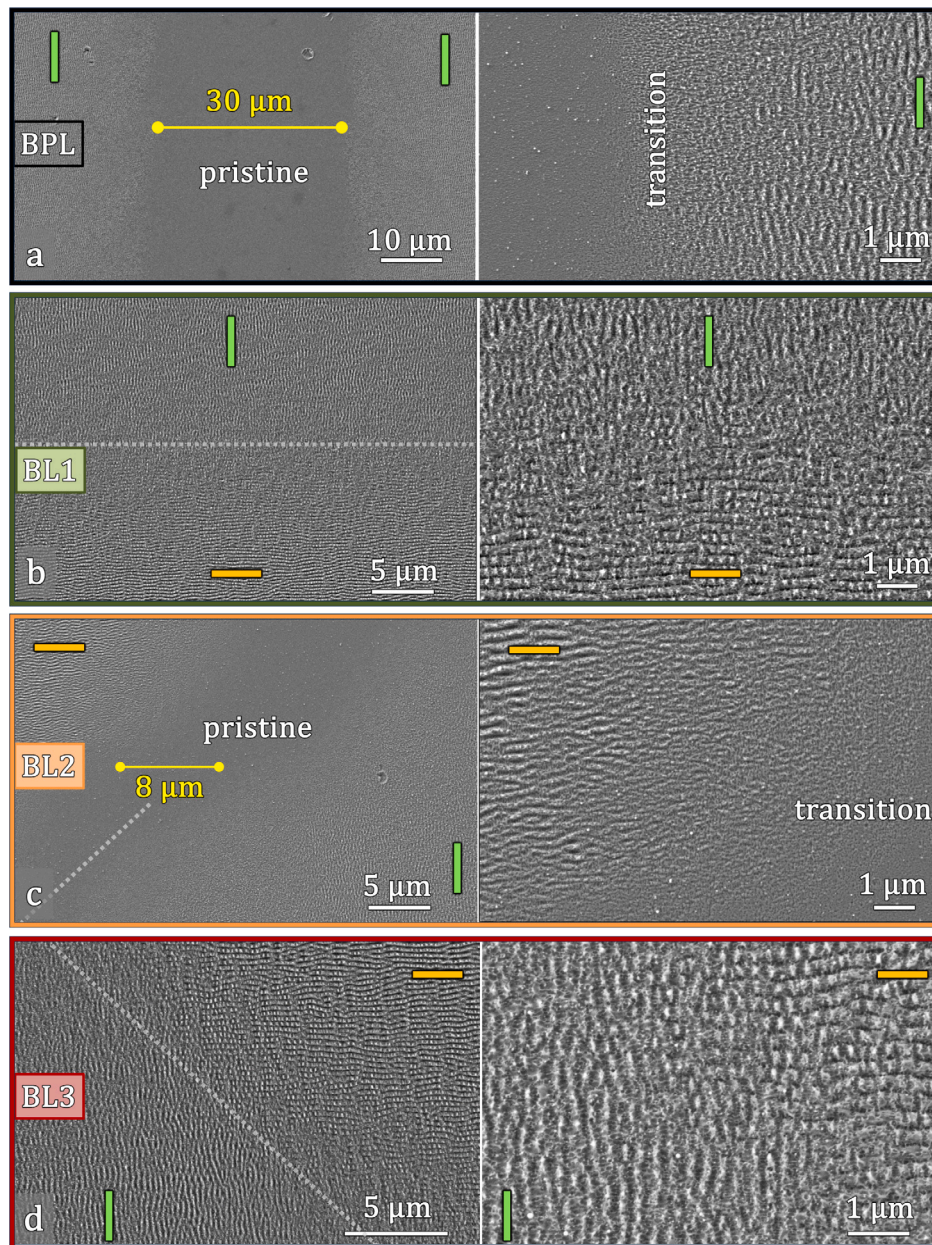 30 µm
BPL
pristine
10 µm
a
transition
1 µm
BL1
b
5 µm
1 µm
pristine
BL2
8 µm
c
5 µm
transition
1 µm
BL3
d
5 µm
1 µm